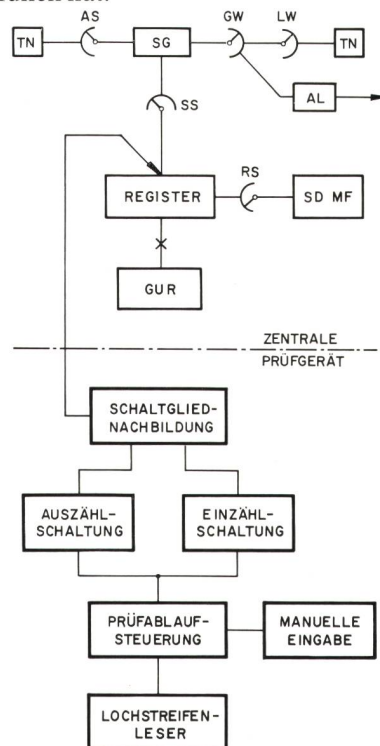 AS
GW
LW
TN
SG
TN
AL
SS
REGISTER
RS
SD MF
GUR
ZENTRALE
PRÜFGERÄT
SCHALTGLIED-
NACHBILDUNG
AUSZÄHL-
SCHALTUNG
EINZÄHL-
SCHALTUNG
PRÜFABLAUF-
STEUERUNG
MANUELLE
EINGABE
LOCHSTREIFEN-
LESER